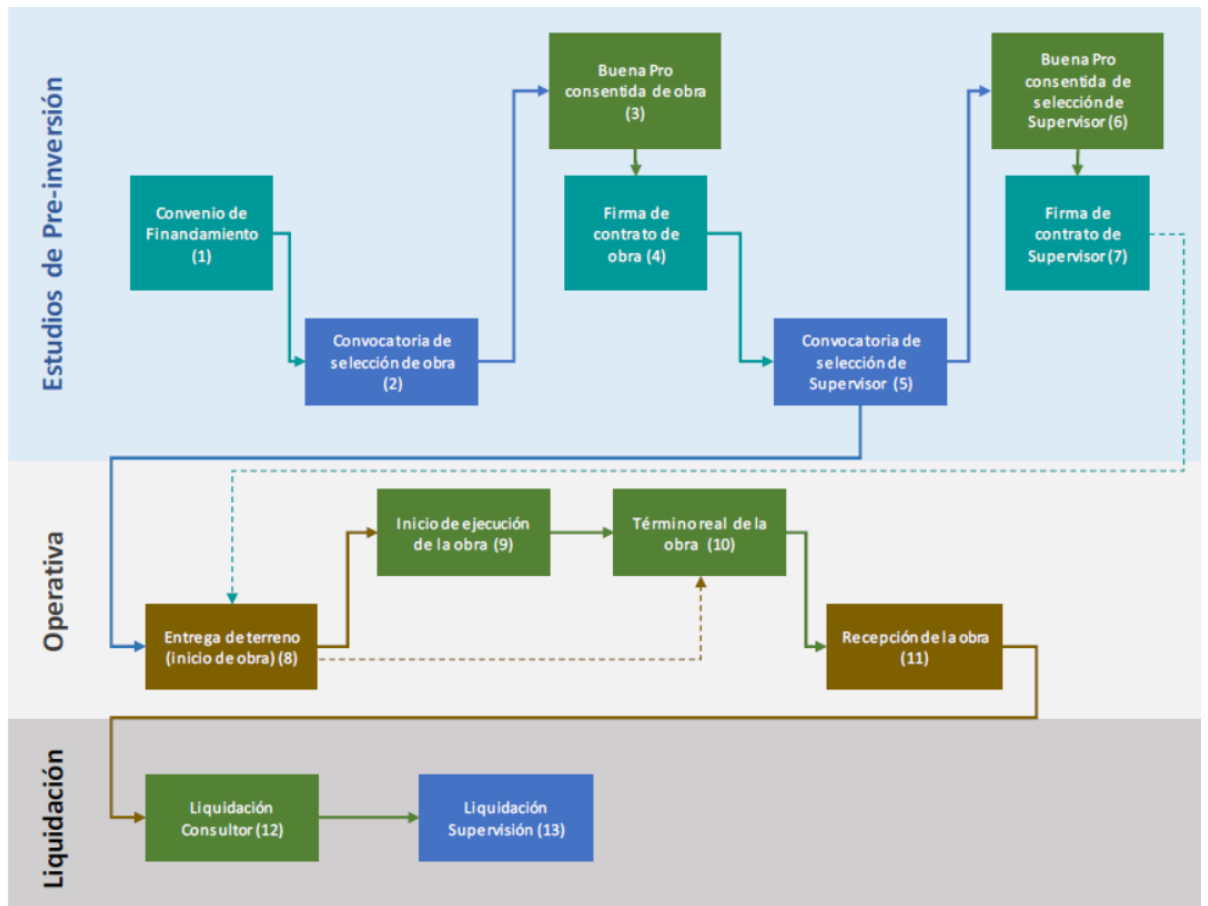 Estudios de Pre-inversión
Convenio de
Financiamiento
(1)
Convocatoria de
selección de obra
(2)
Buena Pro
consentida de obra
(3)
Firma de
contrato de
obra (4)
Convocatoria de
selección de
Supervisor (5)
Buena Pro
consentida de
selección de
Supervisor (6)
Firma de
contrato de
Supervisor (7)
Operativa
Entrega de terreno
(inicio de obra) (8)
Inicio de ejecución
de la obra (9)
Término real de la
obra (10)
Recepción de la obra
(11)
Liquidación
Liquidación
Consultor (12)
Liquidación
Supervisión (13)